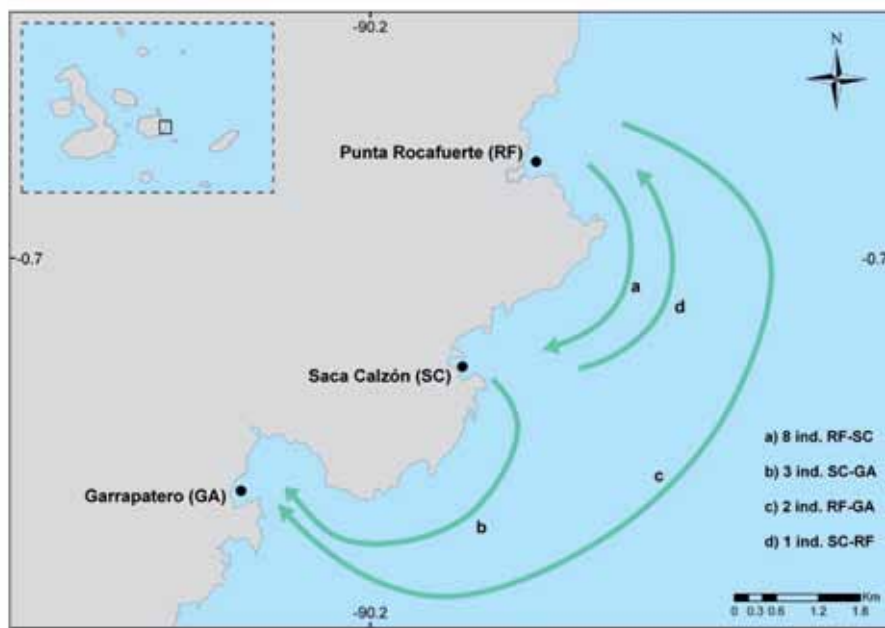 -90.2
N
Punta Rocafuerte (RF)
-0.7
-0.7
a
d
Saca Calzón (SC)
a) 8 ind. RF-SC
b) 3 ind. SC-GA
c
Garrapatero (GA)
c) 2 ind. RF-GA
b
d) 1 ind. SC-RF
Km
0 0.3 0.6 1.2 1.8
-90.2